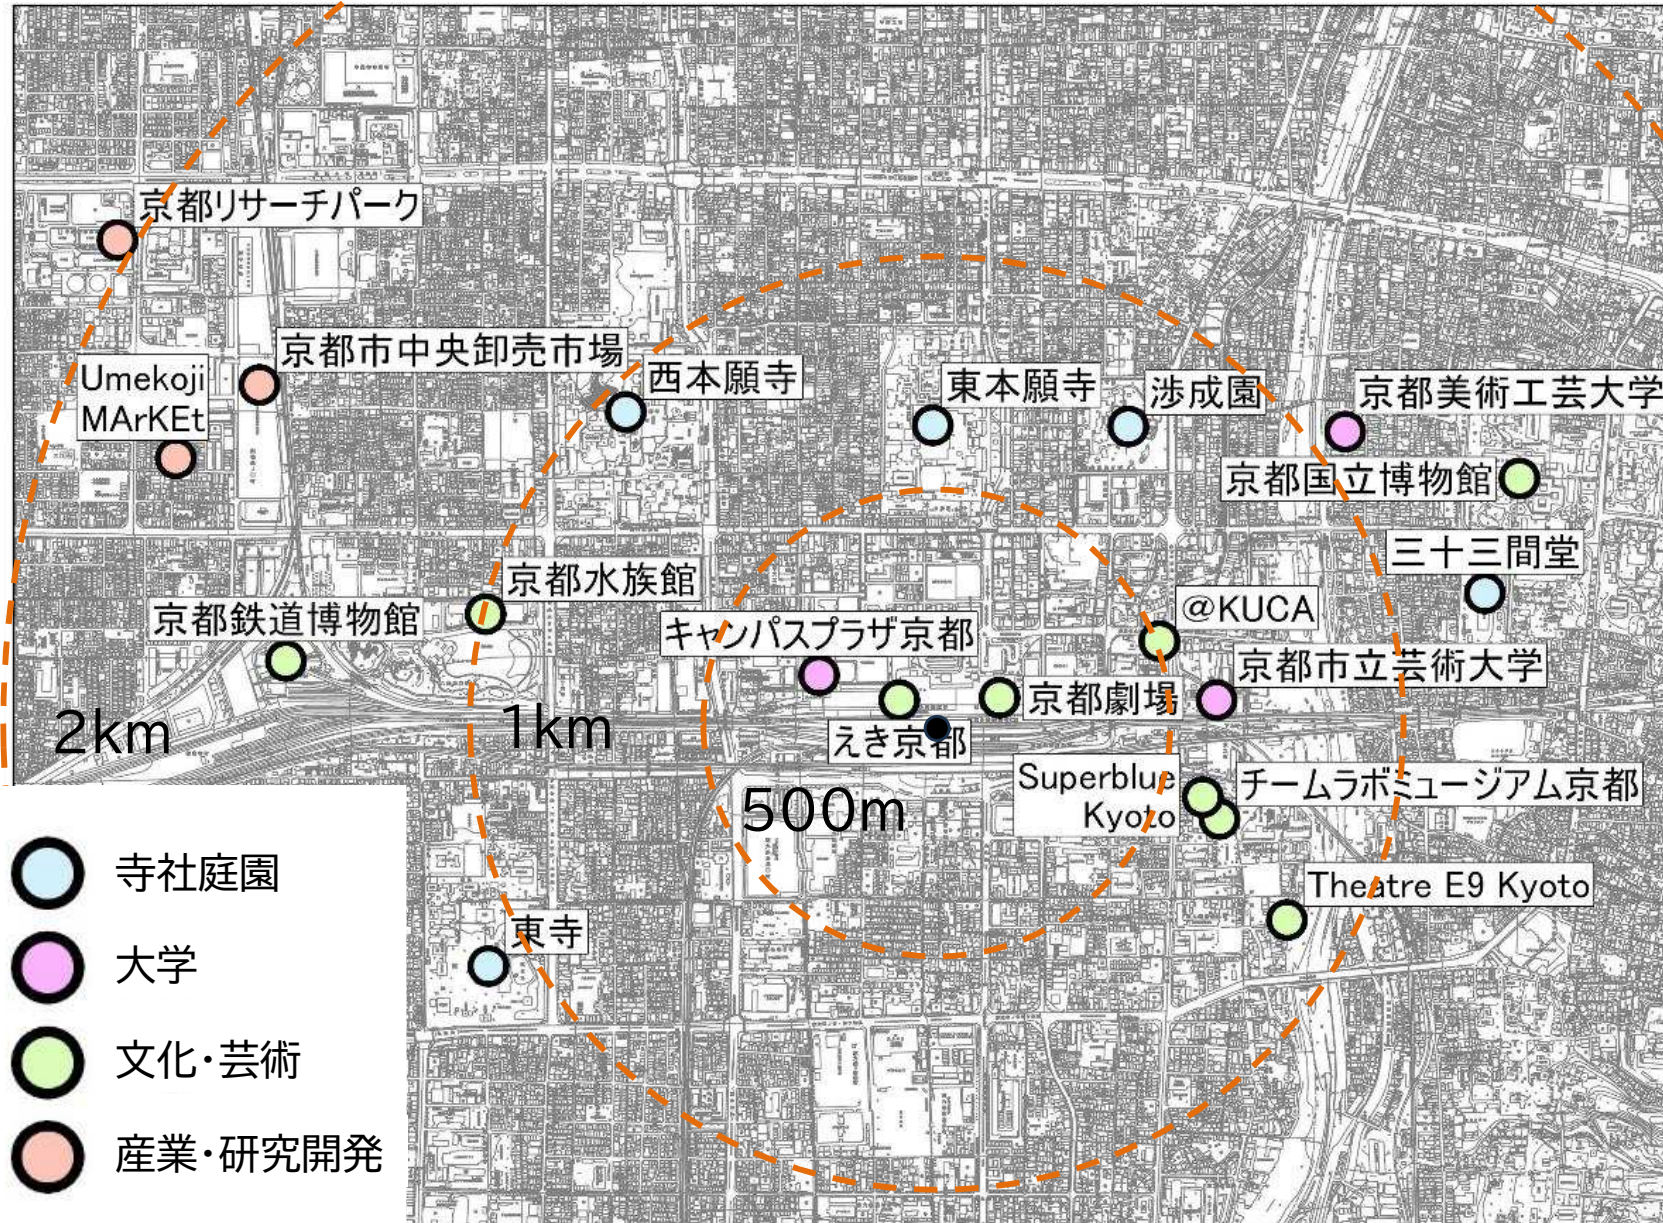 京都リサーチパーク
京都市中央卸売市場
Umekoji
MArKEt
西本願寺
東本願寺
渉成園
京都美術工芸大学
京都国立博物館
三十三間堂
京都水族館
京都鉄道博物館
キャンパスプラザ京都
@KUCA
京都市立芸術大学
京都劇場
えき京都
2km
1km
500m
Superblue
Kyoto
チームラボミュージアム京都
Theatre E9 Kyoto
東寺
寺社庭園
大学
文化・芸術
産業・研究開発